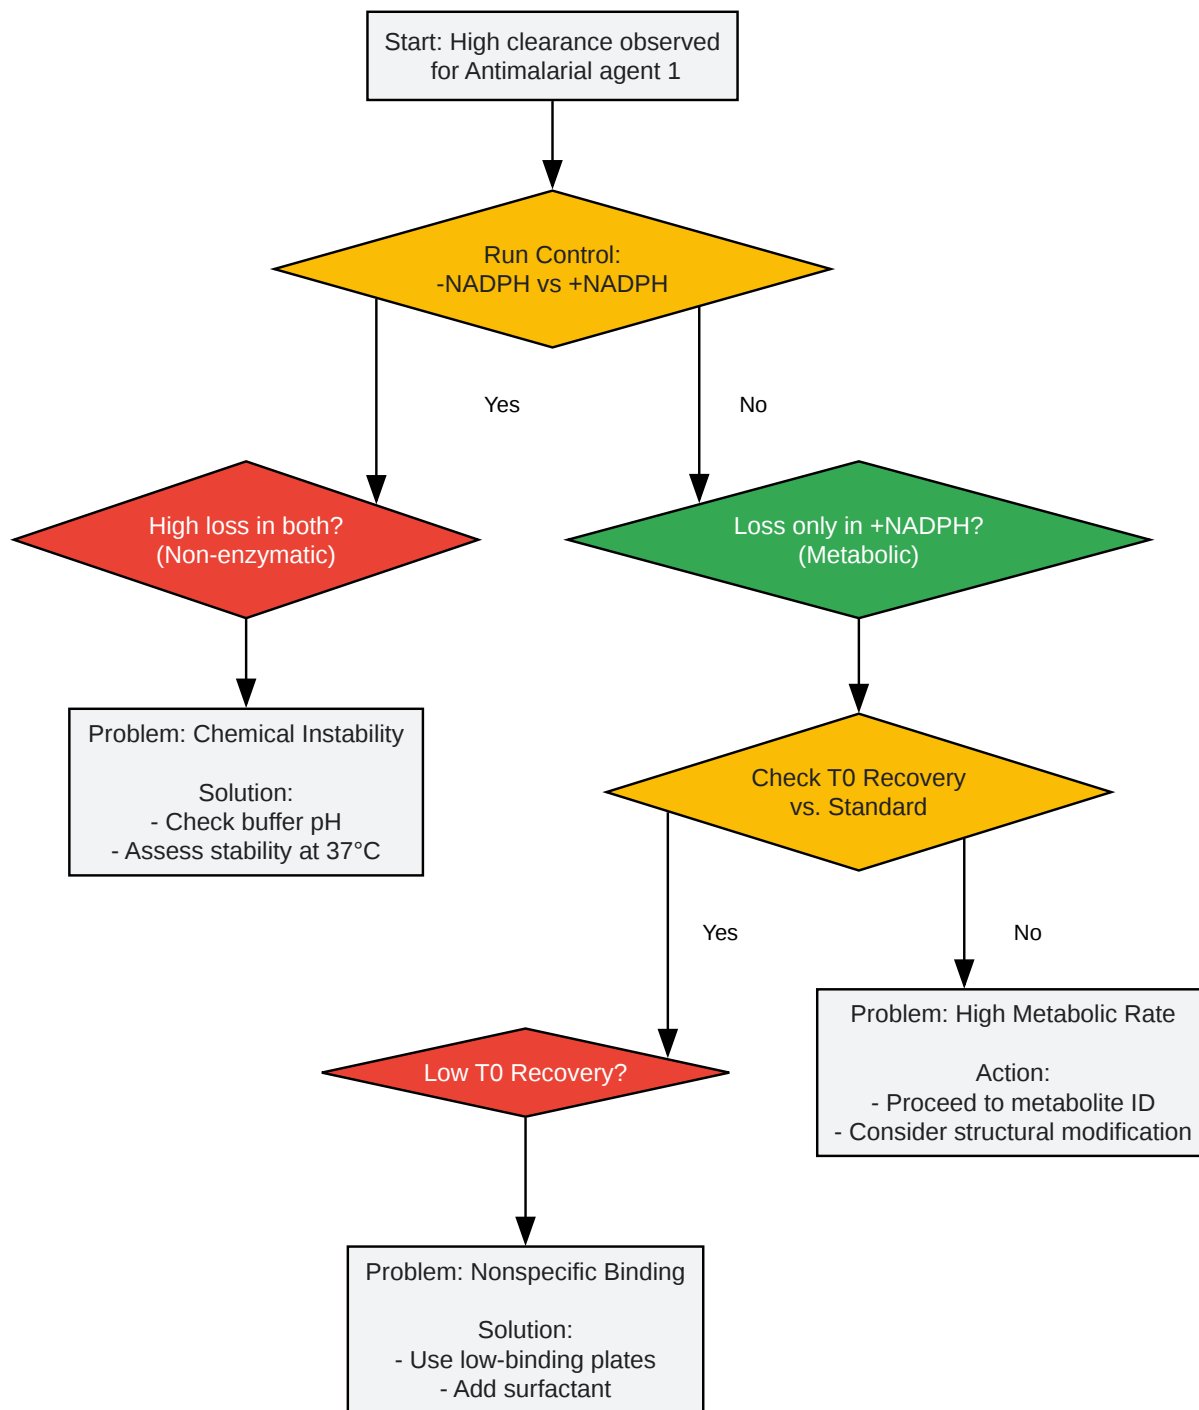 Start: High clearance observed
for Antimalarial agent 1
Run Control:
-NADPH vs +NADPH
Yes
No
High loss in both?
(Non-enzymatic)
Loss only in +NADPH?
(Metabolic)
Problem: Chemical Instability
Solution:
- Check buffer pH
- Assess stability at 37°C
Check T0 Recovery
vs. Standard
Yes
No
Low T0 Recovery?
Problem: High Metabolic Rate
Action:
- Proceed to metabolite ID
- Consider structural modification
Problem: Nonspecific Binding
Solution:
- Use low-binding plates
- Add surfactant